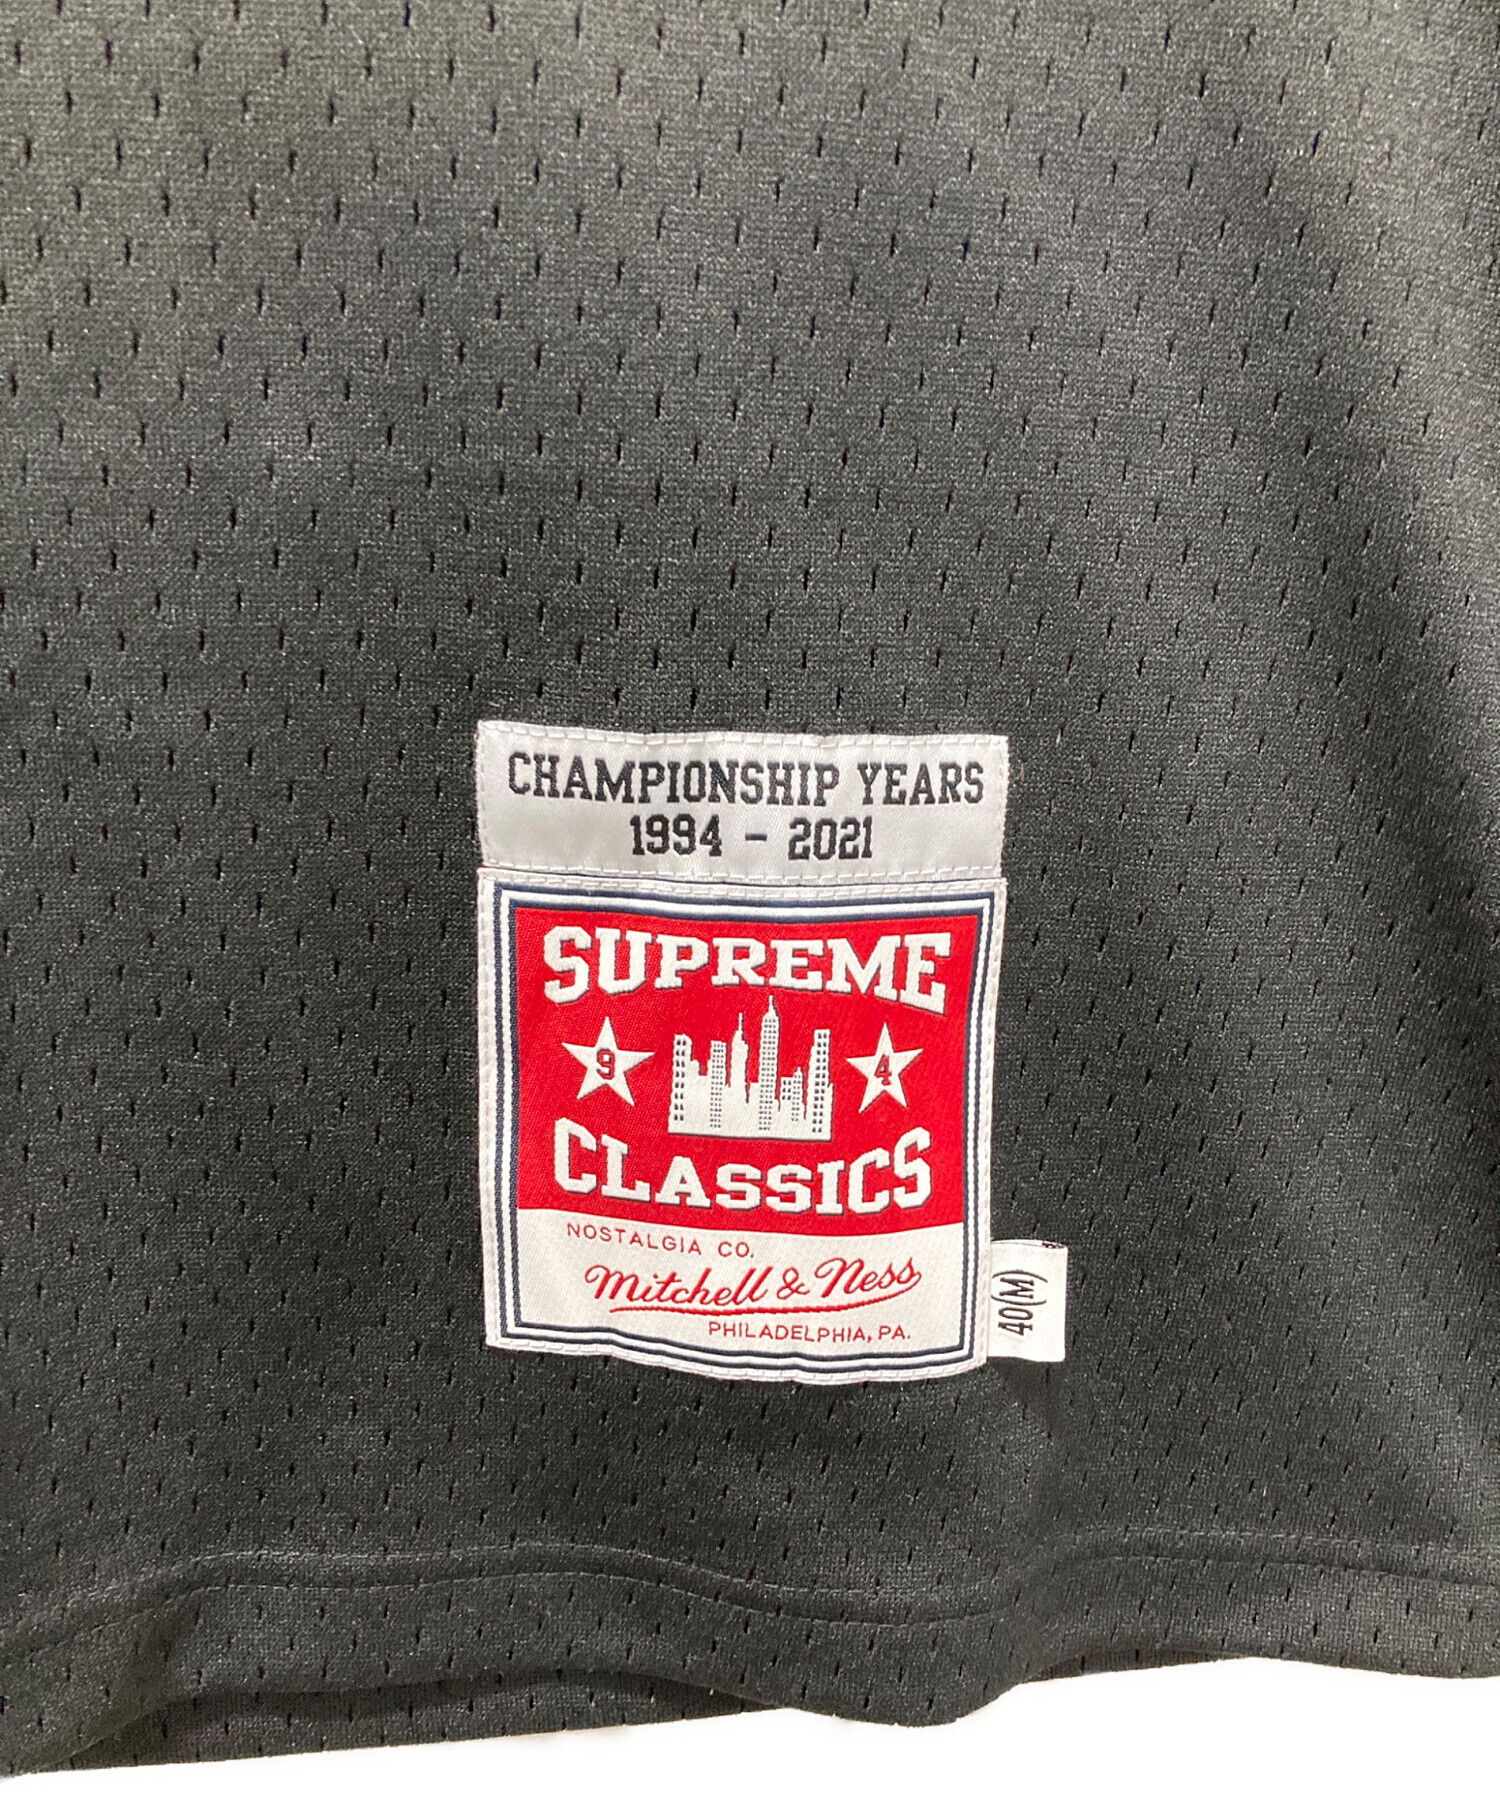 CHAMPIONSHIP YEARS
1994 - 2021
SUPREME
9 4
CLASSICS
NOSTALGIA CO.
Mitchell & Ness
PHILADELPHIA, PA.
40(M)